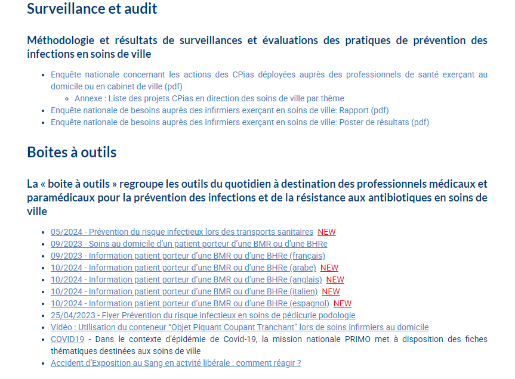 Surveillance et audit
Méthodologie et résultats de surveillances et évaluations des pratiques de prévention des
infections en soins de ville
Enquête nationale concernant les actions des CPias déployées auprès des professionnels de santé exerçant au
domicile ou en cabinet de ville (pdf)
Annexe : Liste des projets CPias en direction des soins de ville par thème
Enquête nationale de besoins auprès des infirmiers exerçant en soins de ville: Rapport (pdf)
Enquête nationale de besoins auprès des infirmiers exerçant en soins de ville: Poster de résultats (pdf)
Boites à outils
La « boite à outils » regroupe les outils du quotidien à destination des professionnels médicaux et
paramédicaux pour la prévention des infections et de la résistance aux antibiotiques en soins de
ville
05/2024 - Prévention du risque infectieux lors des transports sanitaires NEW
09/2023 - Soins au domicile d'un patient porteur d'une BMR ou d'une BHRe
09/2023 - Information patient porteur d'une BMR ou d'une BHRe (français)
10/2024 - Information patient porteur d'une BMR ou d'une BHRe (arabe) NEW
10/2024 - Information patient porteur d'une BMR ou d'une BHRe (anglais) NEW
10/2024 - Information patient porteur d'une BMR ou d'une BHRe (italien) NEW
10/2024 - Information patient porteur d'une BMR ou d'une BHRe (espagnol) NEW
25/04/2023 - Flyer Prévention du risque infectieux en soins de pédicurie podologie
Vidéo : Utilisation du conteneur "Objet Piquant Coupant Tranchant" lors de soins infirmiers au domicile
COVID19 - Dans le contexte d'épidémie de Covid-19, la mission nationale PRIMO met à disposition des fiches
thématiques destinées aux soins de ville
Accident d'Exposition au Sang en actvité libérale : comment réagir ?